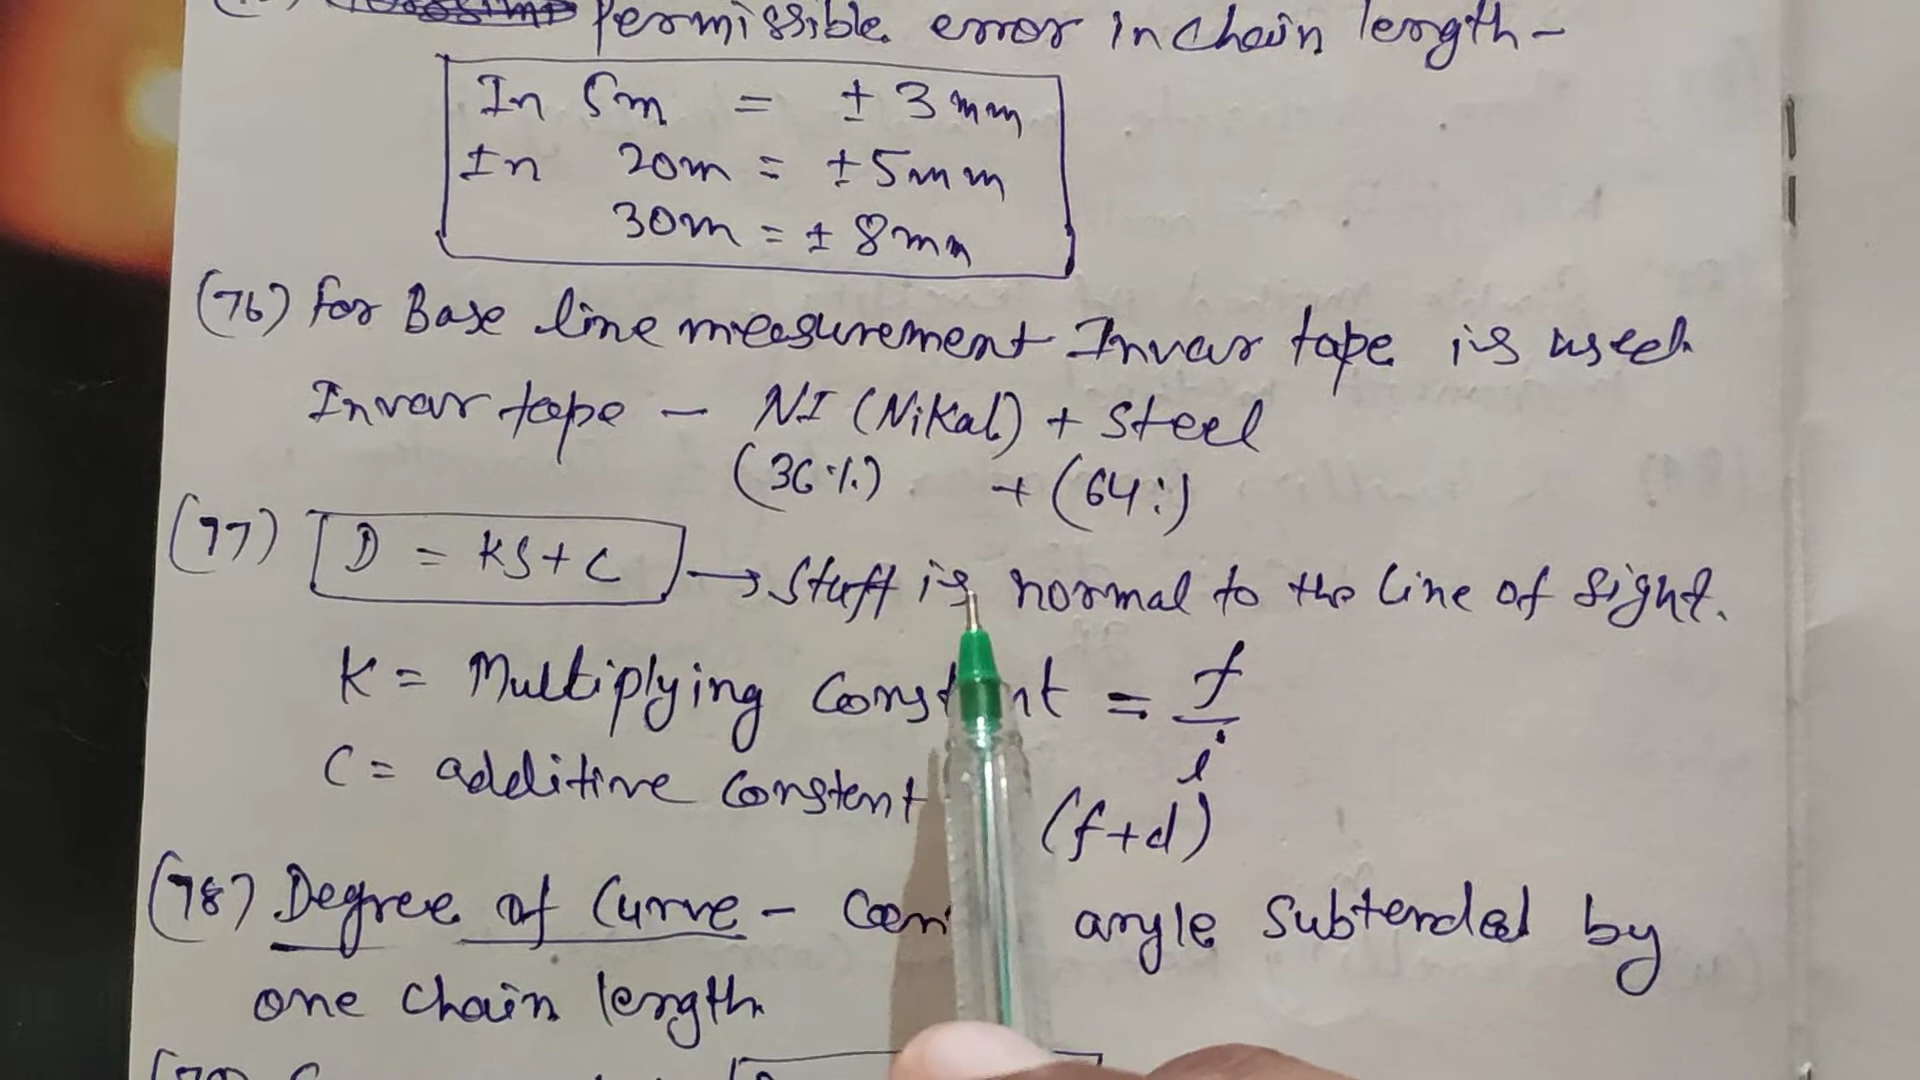 Permissible error in chain length-
In 5m = ± 3mm
In 20m = ±5mm
30m = ± 8mm
(76) for Base line measurement Invar tape is used
Invar tape - NI (Nikal) + Steel
(36%) + (64%)
(77) D = KS+C → Staff is normal to the line of sight.
K = Multiplying Constant = f/i
C = additive constent (f+d)
(78) Degree of Curve - angle Subtended by
one chain length